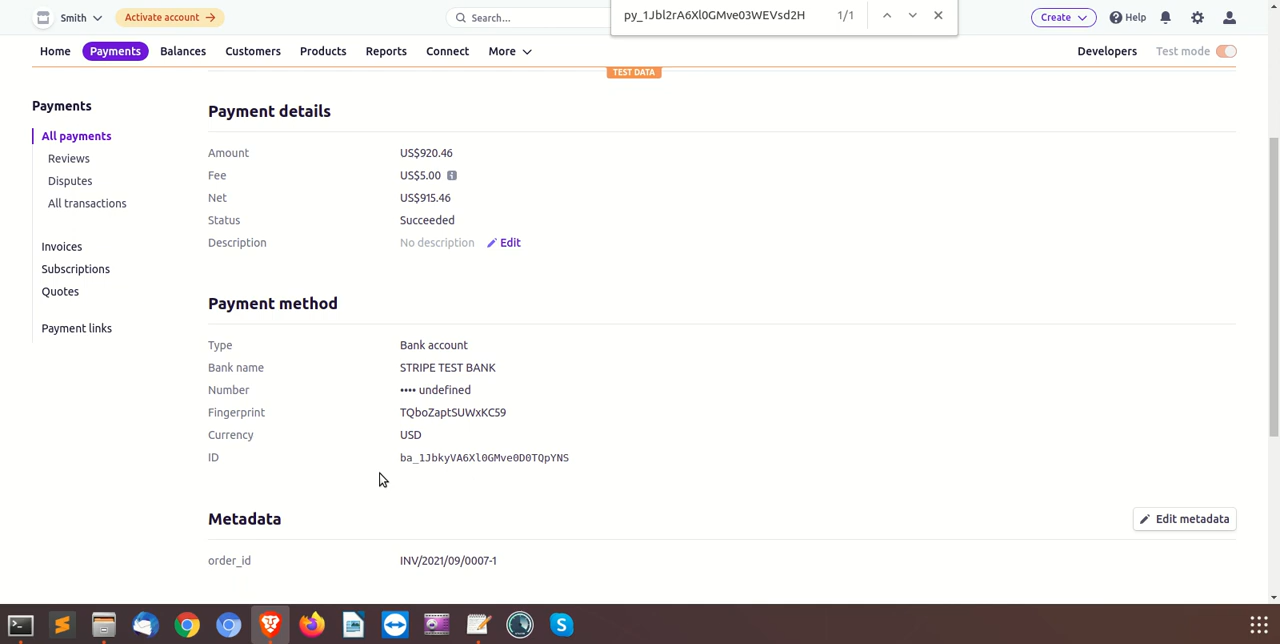 Smith
Activate account
Search...
py_1Jbl2rA6Xl0GMve03WEVsd2H
1/1
Create
Help
Home
Payments
Balances
Customers
Products
Reports
Connect
More
Developers
Test mode
TEST DATA
Payments
All payments
Reviews
Disputes
All transactions
Invoices
Subscriptions
Quotes
Payment links
Payment details
Amount US$920.46
Fee US$5.00
Net US$915.46
Status Succeeded
Description No description Edit
Payment method
Type Bank account
Bank name STRIPE TEST BANK
Number •••• undefined
Fingerprint TQboZaptSUWxKC59
Currency USD
ID ba_1JbkyVA6Xl0GMve0D0TQpYNS
Metadata
Edit metadata
order_id INV/2021/09/0007-1